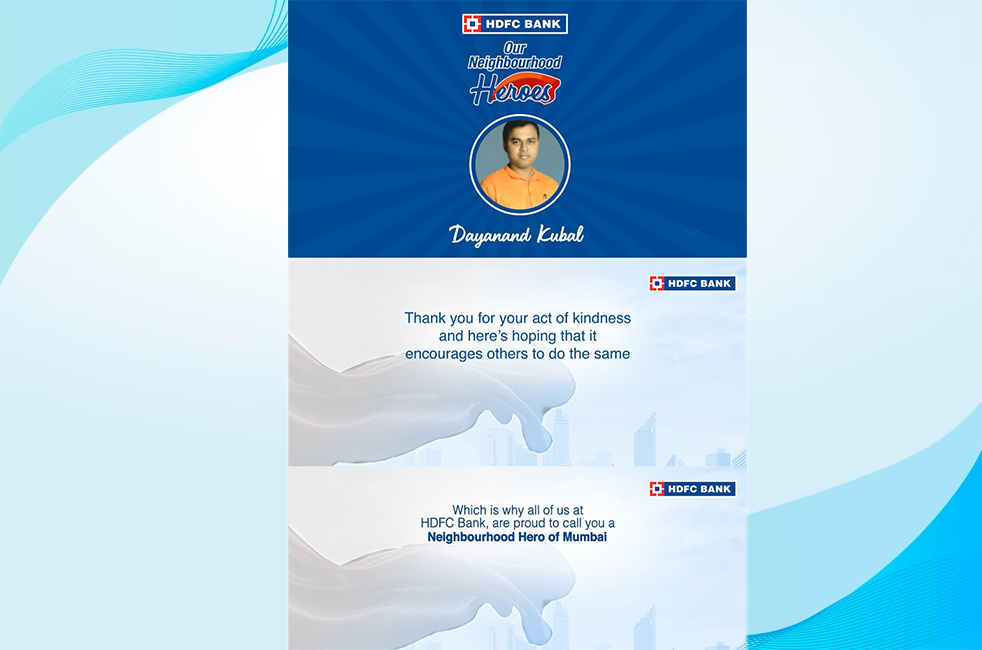 HDFC BANK
Our
Neighbourhood
Heroes
Dayanand Kubal
HDFC BANK
Thank you for your act of kindness
and here’s hoping that it
encourages others to do the same
HDFC BANK
Which is why all of us at
HDFC Bank, are proud to call you a
Neighbourhood Hero of Mumbai